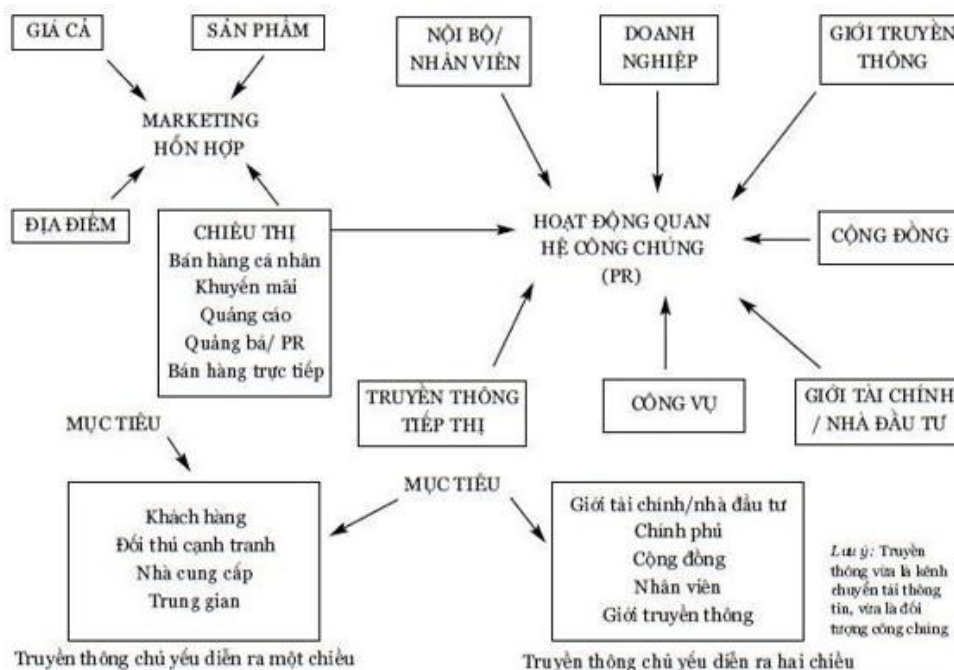 GIÁ CẢ
SẢN PHẨM
MARKETING
HỖN HỢP
ĐỊA ĐIỂM
CHIÊU THỊ
Bán hàng cá nhân
Khuyến mãi
Quảng cáo
Quảng bá/ PR
Bán hàng trực tiếp
NỘI BỘ/
NHÂN VIÊN
DOANH
NGHIỆP
GIỚI TRUYỀN
THÔNG
HOẠT ĐỘNG QUAN
HỆ CÔNG CHÚNG
(PR)
CỘNG ĐỒNG
TRUYỀN THÔNG
TIẾP THỊ
CÔNG VỤ
GIỚI TÀI CHÍNH
/ NHÀ ĐẦU TƯ
MỤC TIÊU
Khách hàng
Đối thủ cạnh tranh
Nhà cung cấp
Trung gian
Truyền thông chủ yếu diễn ra một chiều
MỤC TIÊU
Giới tài chính/nhà đầu tư
Chính phủ
Cộng đồng
Nhân viên
Giới truyền thông
Truyền thông chủ yếu diễn ra hai chiều
Lưu ý: Truyền
thông vừa là kênh
chuyển tải thông
tin, vừa là đối
tượng công chúng